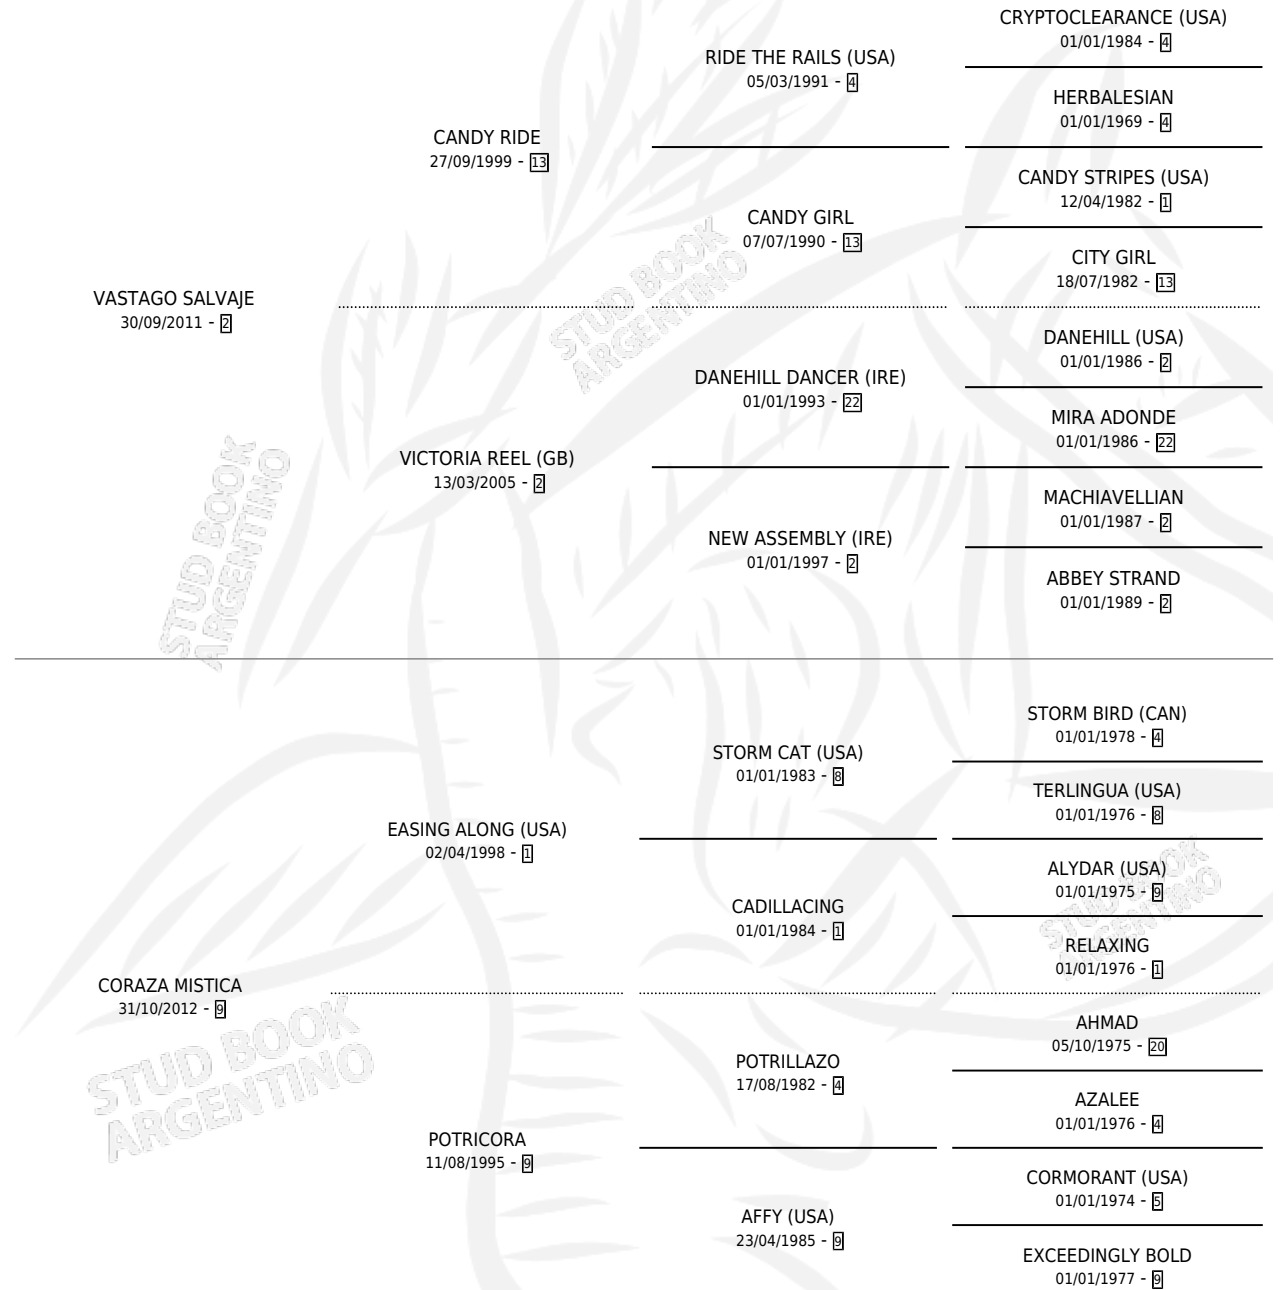 CRYPTOCLEARANCE (USA)
01/01/1984 - 4
RIDE THE RAILS (USA)
05/03/1991 - 4
HERBALESIAN
01/01/1969 - 4
CANDY RIDE
27/09/1999 - 13
CANDY STRIPES (USA)
12/04/1982 - 1
CANDY GIRL
07/07/1990 - 13
CITY GIRL
18/07/1982 - 13
VASTAGO SALVAJE
30/09/2011 - 2
DANEHILL (USA)
01/01/1986 - 2
DANEHILL DANCER (IRE)
01/01/1993 - 22
MIRA ADONDE
01/01/1986 - 22
VICTORIA REEL (GB)
13/03/2005 - 2
MACHIAVELLIAN
01/01/1987 - 2
NEW ASSEMBLY (IRE)
01/01/1997 - 2
ABBEY STRAND
01/01/1989 - 2
STUD BOOK
ARGENTINO
STUD BOOK
ARGENTINO
STORM BIRD (CAN)
01/01/1978 - 4
STORM CAT (USA)
01/01/1983 - 8
TERLINGUA (USA)
01/01/1976 - 8
EASING ALONG (USA)
02/04/1998 - 1
ALYDAR (USA)
01/01/1975 - 9
CADILLACING
01/01/1984 - 1
RELAXING
01/01/1976 - 1
STUD BOOK
ARGENTINO
CORAZA MISTICA
31/10/2012 - 9
AHMAD
05/10/1975 - 20
POTRILLAZO
17/08/1982 - 4
AZALEE
01/01/1976 - 4
STUD BOOK
ARGENTINO
POTRICORA
11/08/1995 - 9
CORMORANT (USA)
01/01/1974 - 5
AFFY (USA)
23/04/1985 - 9
EXCEEDINGLY BOLD
01/01/1977 - 9